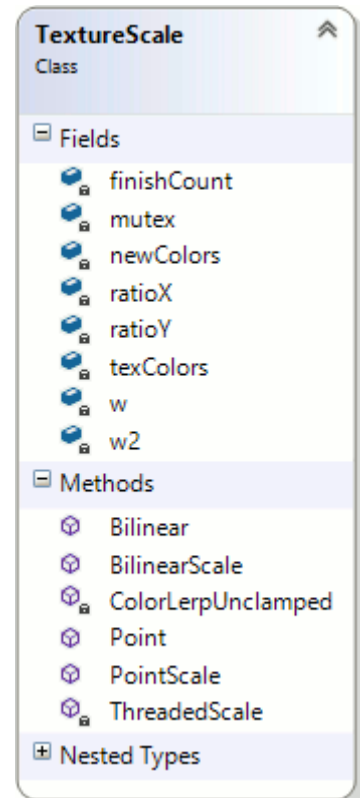 TextureScale
Class
Fields
finishCount
mutex
newColors
ratioX
ratioY
texColors
w
w2
Methods
Bilinear
BilinearScale
ColorLerpUnclamped
Point
PointScale
ThreadedScale
Nested Types